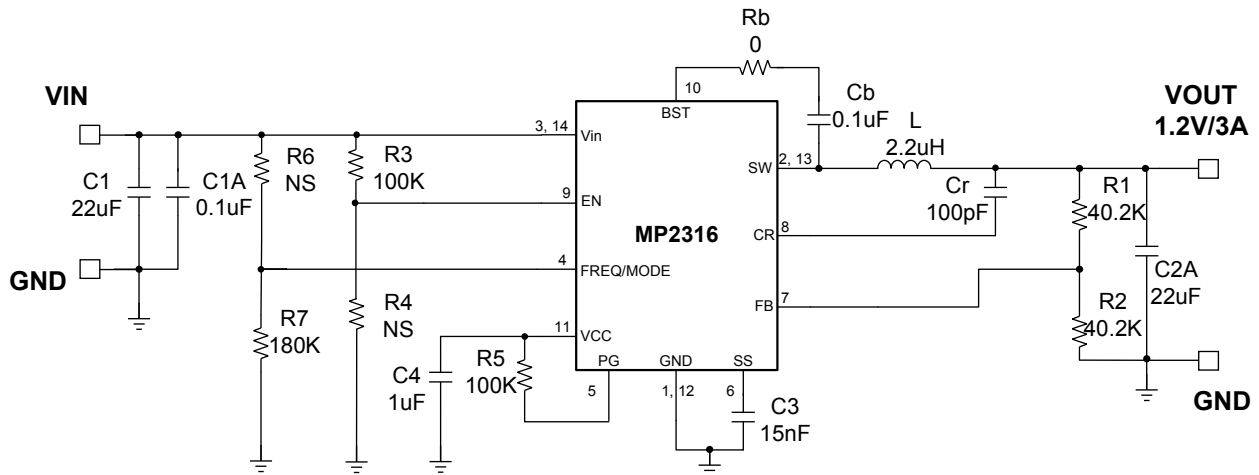 Rb
0
10
BST
Cb
0.1uF
VIN
VOUT
1.2V/3A
3, 14
Vin
L
2.2uH
2, 13
SW
R6
NS
R3
100K
C1
22uF
C1A
0.1uF
Cr
100pF
R1
40.2K
9
EN
MP2316
CR
8
GND
4
FREQ/MODE
C2A
22uF
FB
7
R4
NS
R2
40.2K
R7
180K
11
VCC
R5
100K
PG
GND
SS
C4
1uF
5
1, 12
6
C3
15nF
GND